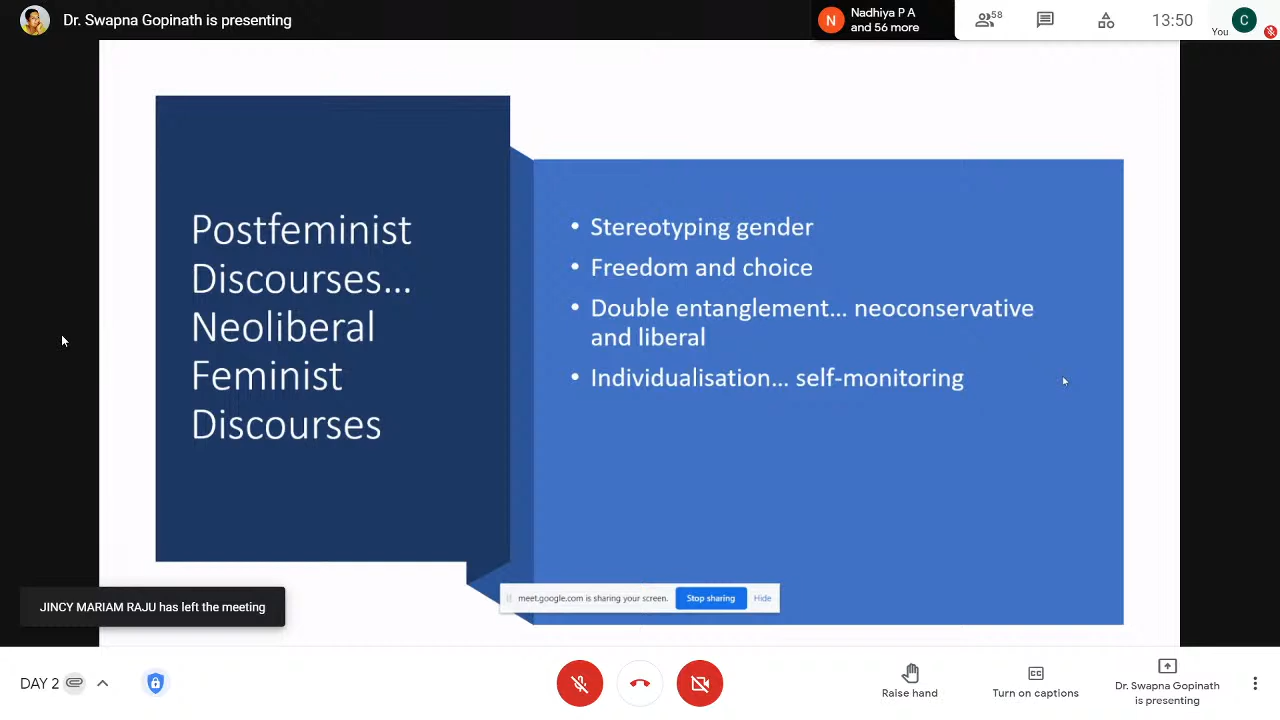 Dr. Swapna Gopinath is presenting
N
Nadhiya P A
and 56 more
58
13:50
You
C
Postfeminist
Discourses...
Neoliberal
Feminist
Discourses
• Stereotyping gender
• Freedom and choice
• Double entanglement... neoconservative
and liberal
• Individualisation... self-monitoring
meet.google.com is sharing your screen.
Stop sharing
Hide
JINCY MARIAM RAJU has left the meeting
DAY 2
Raise hand
CC
Turn on captions
Dr. Swapna Gopinath
is presenting